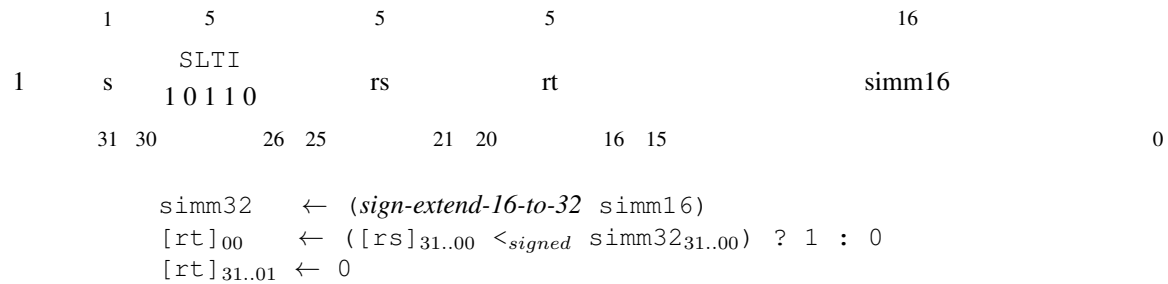 1 5 5 5 16
SLTI
1 s 1 0 1 1 0 rs rt simm16
31 30 26 25 21 20 16 15 0
simm32 ← (sign-extend-16-to-32 simm16)
[rt]00 ← ([rs]31..00 <signed simm3231..00) ? 1 : 0
[rt]31..01 ← 0